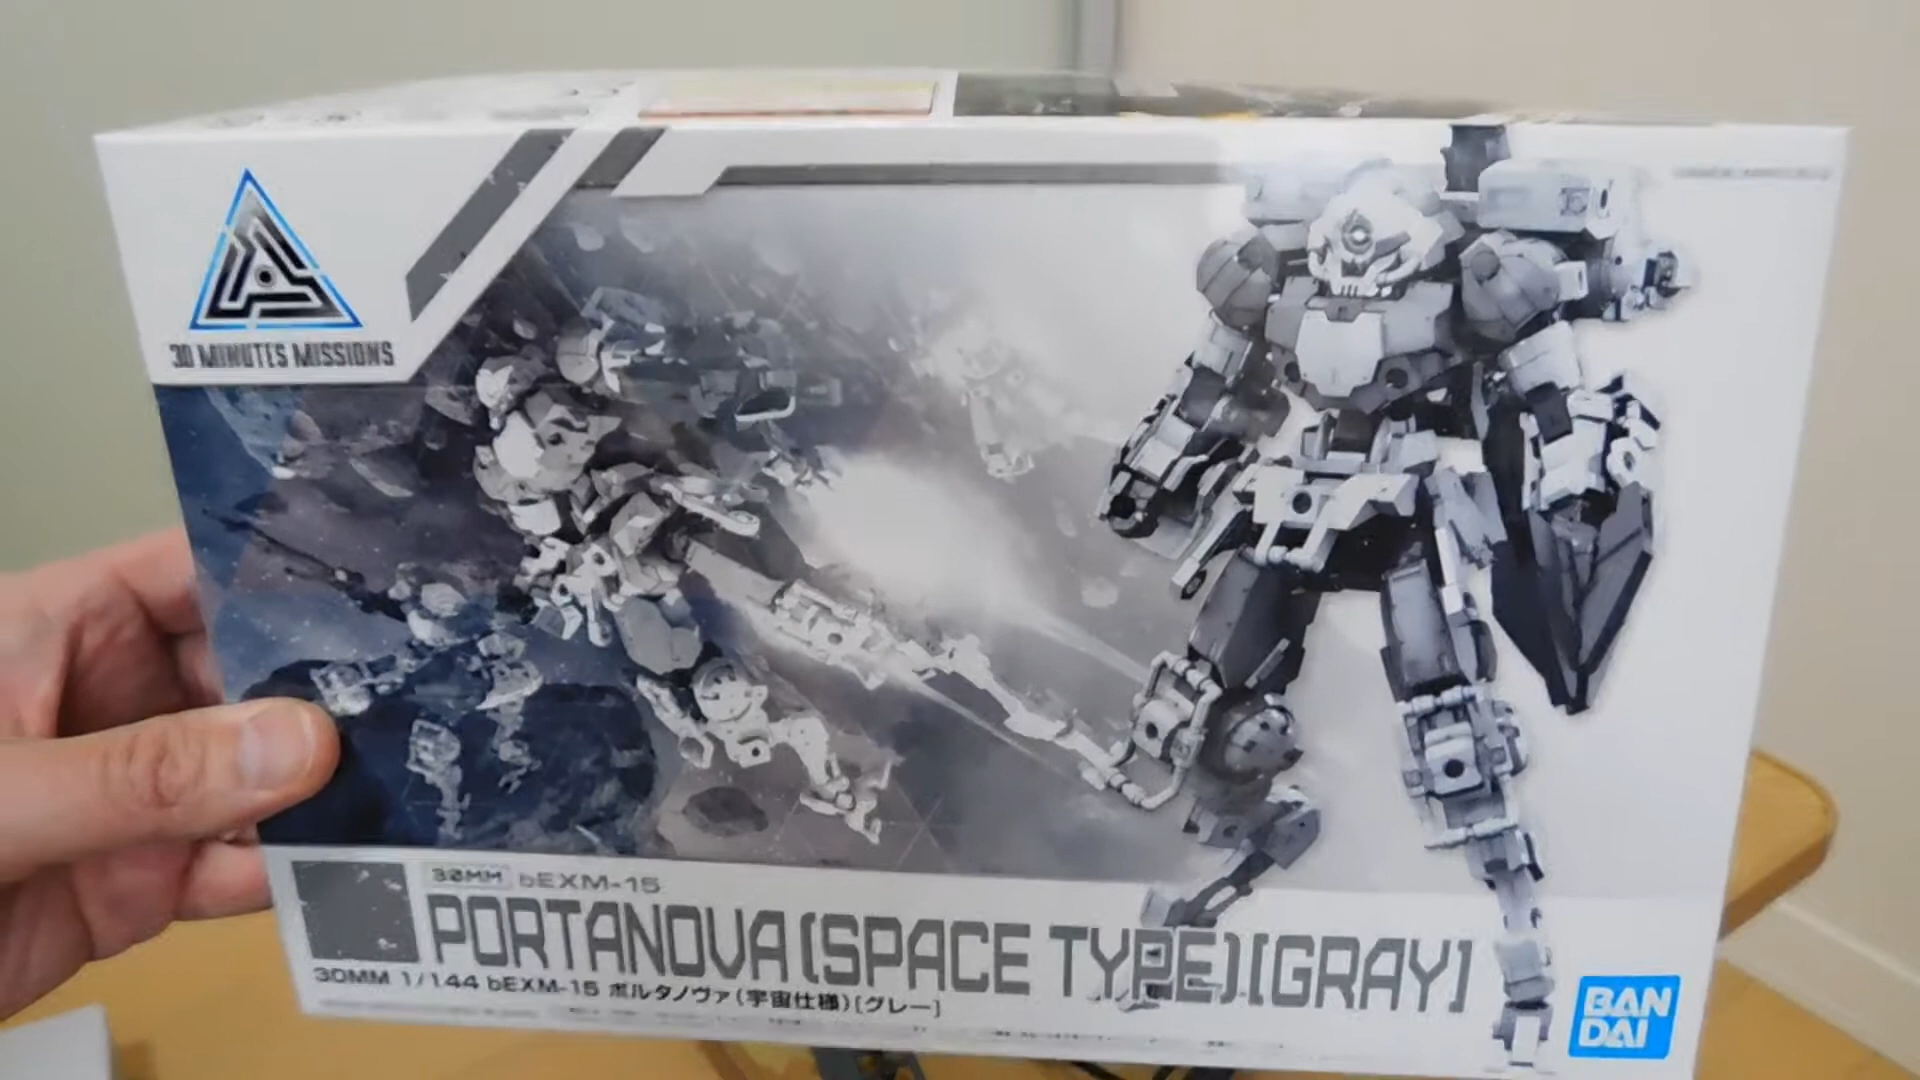 30 MINUTES MISSIONS
30MM bEXM-15
PORTANOVA (SPACE TYPE) [GRAY]
30MM 1/144 bEXM-15 ポルタノヴァ(宇宙仕様)[グレー]
BAN
DAI